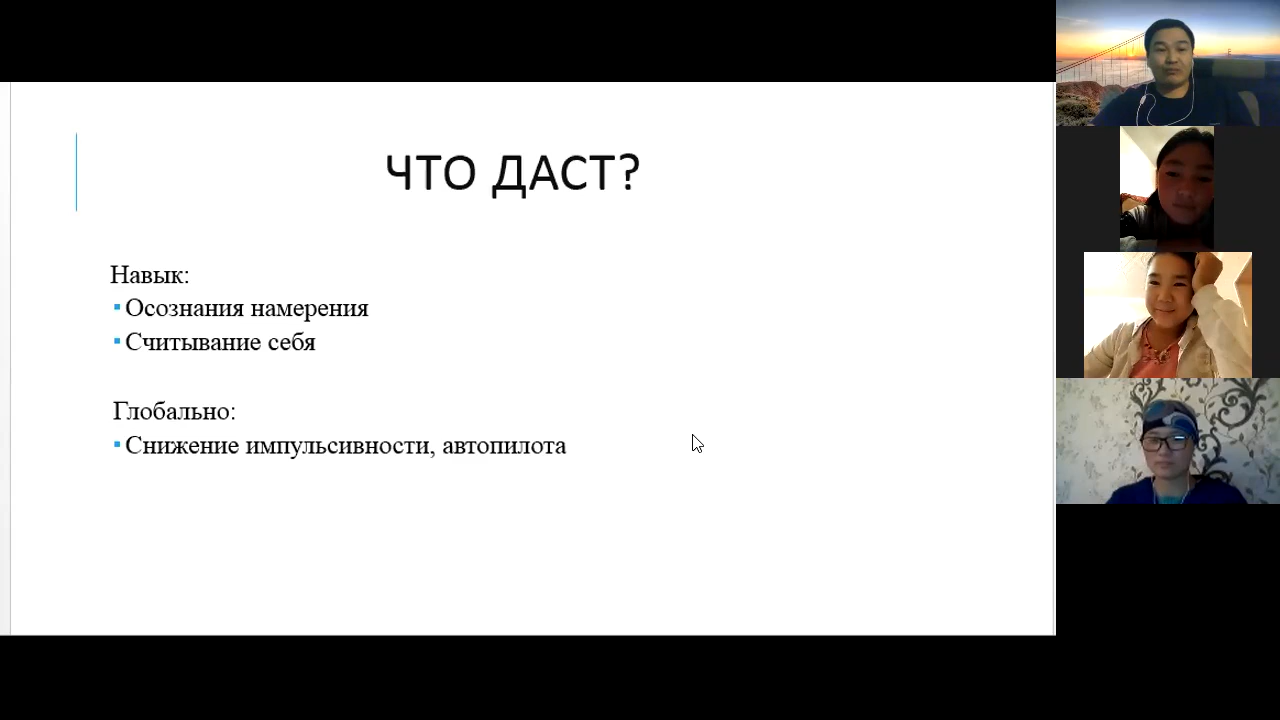 ЧТО ДАСТ?
Навык:
▪Осознания намерения
▪Считывание себя
Глобально:
▪Снижение импульсивности, автопилота